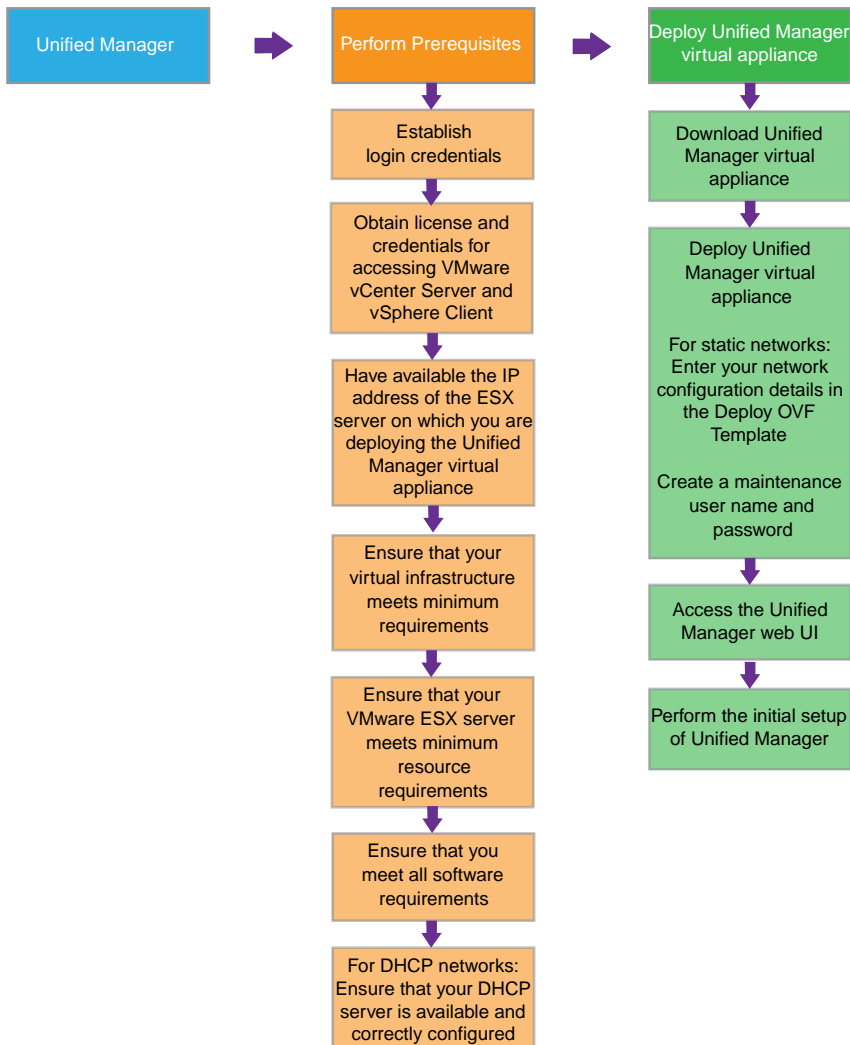 Unified Manager
Perform Prerequisites
Deploy Unified Manager
virtual appliance
Establish
login credentials
Obtain license and
credentials for
accessing VMware
vCenter Server and
vSphere Client
Have available the IP
address of the ESX
server on which you are
deploying the Unified
Manager virtual
appliance
Ensure that your
virtual infrastructure
meets minimum
requirements
Ensure that your
VMware ESX server
meets minimum
resource
requirements
Ensure that you
meet all software
requirements
For DHCP networks:
Ensure that your DHCP
server is available and
correctly configured
Download Unified
Manager virtual
appliance
Deploy Unified
Manager virtual
appliance
For static networks:
Enter your network
configuration details in
the Deploy OVF
Template
Create a maintenance
user name and
password
Access the Unified
Manager web UI
Perform the initial setup
of Unified Manager